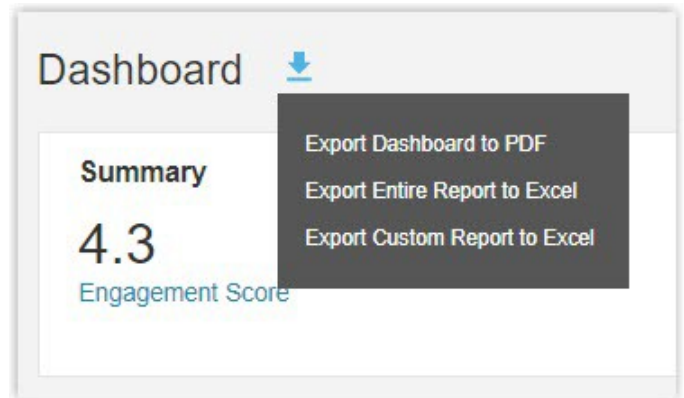 Dashboard
Export Dashboard to PDF
Summary
Export Entire Report to Excel
4.3
Export Custom Report to Excel
Engagement Score